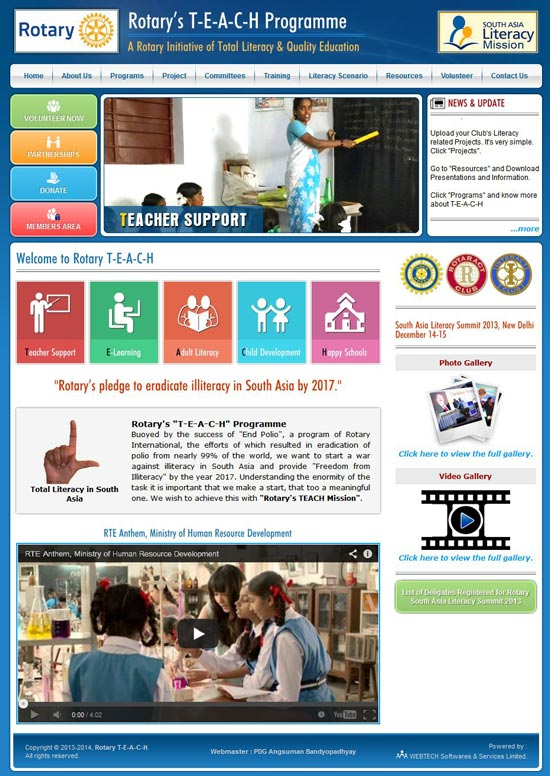 Rotary
Rotary's T-E-A-C-H Programme
A Rotary Initiative of Total Literacy & Quality Education
SOUTH ASIA
Literacy
Mission
Home About Us Programs Project Committees Training Literacy Scenario Resources Volunteer Contact Us
VOLUNTEER NOW
PARTNERSHIPS
DONATE
MEMBERS AREA
TEACHER SUPPORT
NEWS & UPDATE
Upload your Club's Literacy
related Projects. It's very simple.
Click "Projects".
Go to "Resources" and Download
Presentations and Information.
Click "Programs" and know more
about T-E-A-C-H
...more
Welcome to Rotary T-E-A-C-H
Teacher Support
E-Learning
Adult Literacy
Child Development
Happy Schools
"Rotary's pledge to eradicate illiteracy in South Asia by 2017."
Total Literacy in South
Asia
Rotary's "T-E-A-C-H" Programme
Buoyed by the success of "End Polio", a program of Rotary
International, the efforts of which resulted in eradication of
polio from nearly 99% of the world, we want to start a war
against illiteracy in South Asia and provide "Freedom from
Illiteracy" by the year 2017. Understanding the enormity of the
task it is important that we make a start, that too a meaningful
one. We wish to achieve this with "Rotary's TEACH Mission".
RTE Anthem, Ministry of Human Resource Development
RTE Anthem, Ministry of Human Resource Development
0:00 / 4:02
YouTube
ROTARACT
CLUB
South Asia Literacy Summit 2013, New Delhi
December 14-15
Photo Gallery
Click here to view the full gallery.
Video Gallery
Click here to view the full gallery.
List of Deligates Registered for Rotary
South Asia Literacy Summit 2013
Copyright © 2013-2014, Rotary T-E-A-C-H.
All rights reserved.
Webmaster : PDG Angsuman Bandyopadhyay
Powered by :
WEBTECH Softwares & Services Limited.